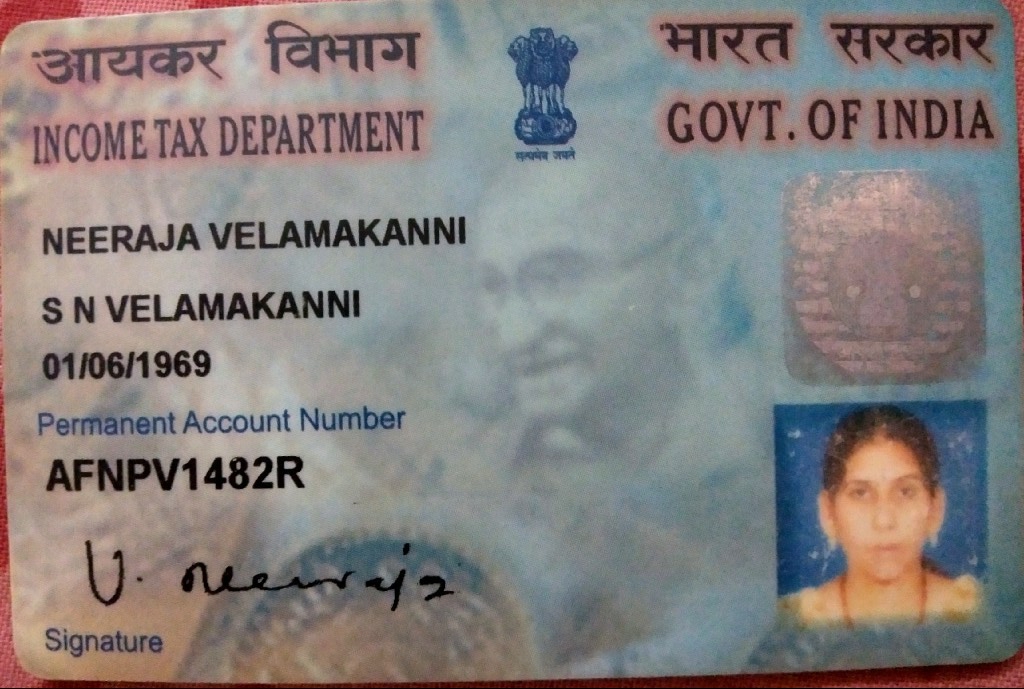 आयकर विभाग
भारत सरकार
INCOME TAX DEPARTMENT
GOVT. OF INDIA
सत्यमेव जयते
NEERAJA VELAMAKANNI
S N VELAMAKANNI
01/06/1969
Permanent Account Number
AFNPV1482R
V. Neeraja
Signature